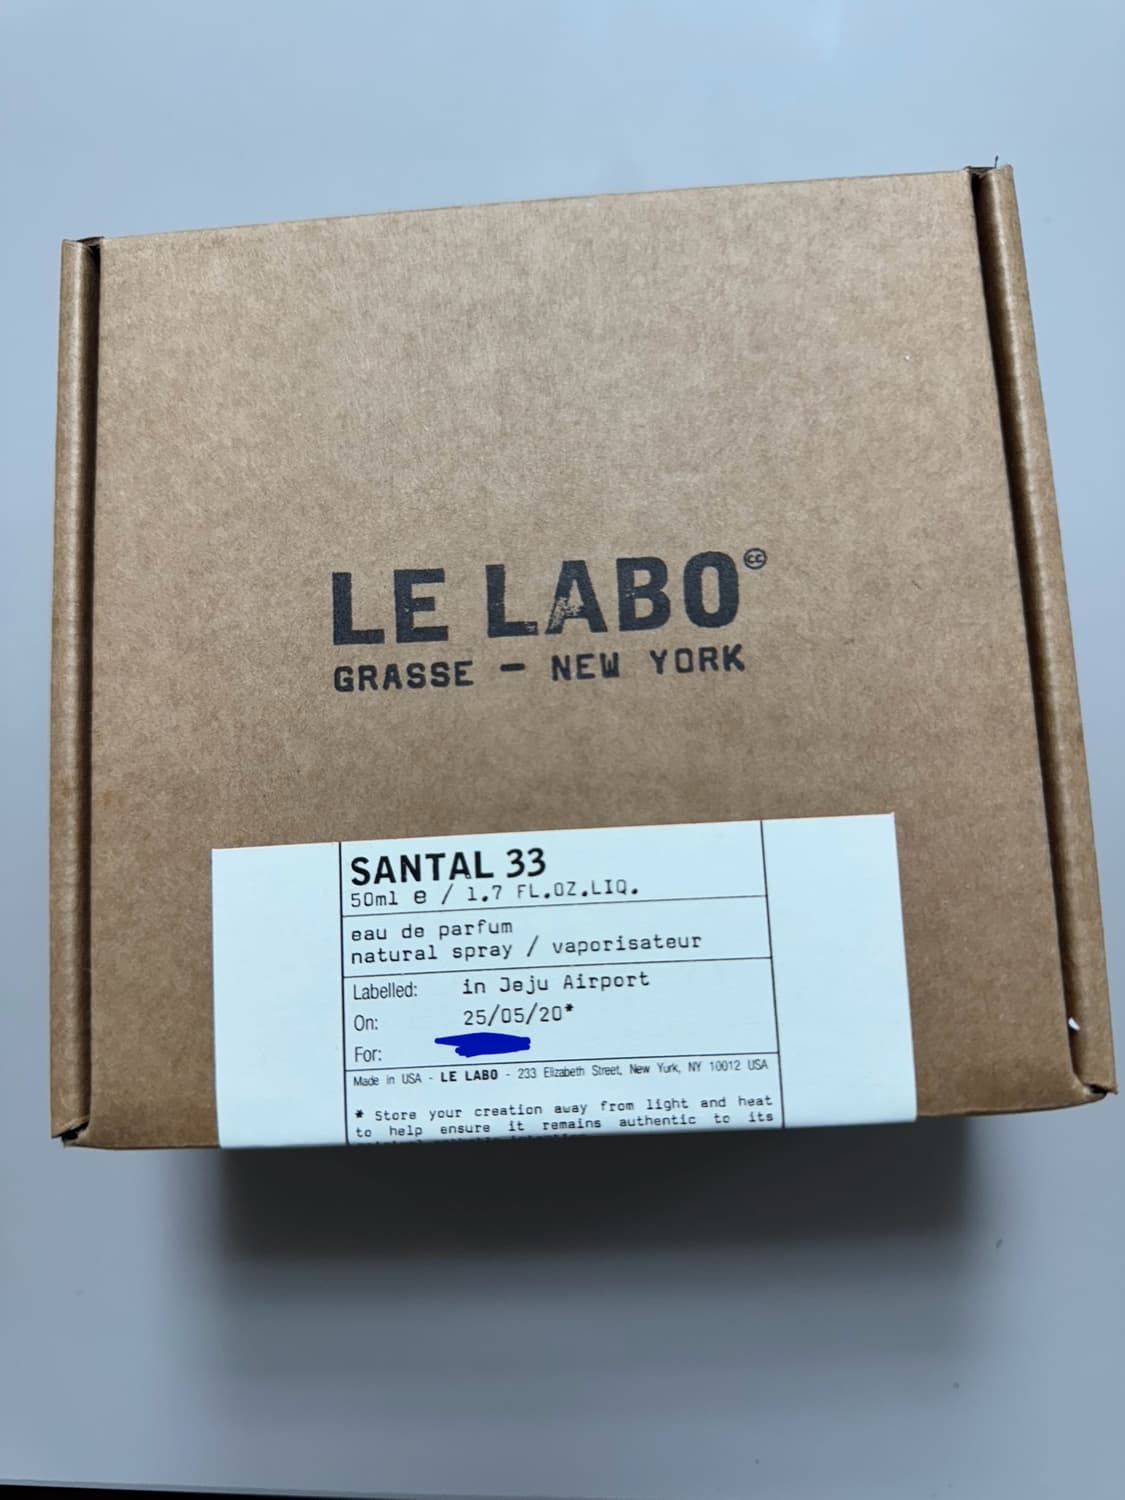 LE LABO
GRASSE - NEW YORK
SANTAL 33
50ml e / 1.7 FL.OZ.LIQ.
eau de parfum
natural spray / vaporisateur
Labelled: in Jeju Airport
On: 25/05/20*
For:
Made in USA - LE LABO - 233 Elizabeth Street, New York, NY 10012 USA
* Store your creation away from light and heat
to help ensure it remains authentic to its